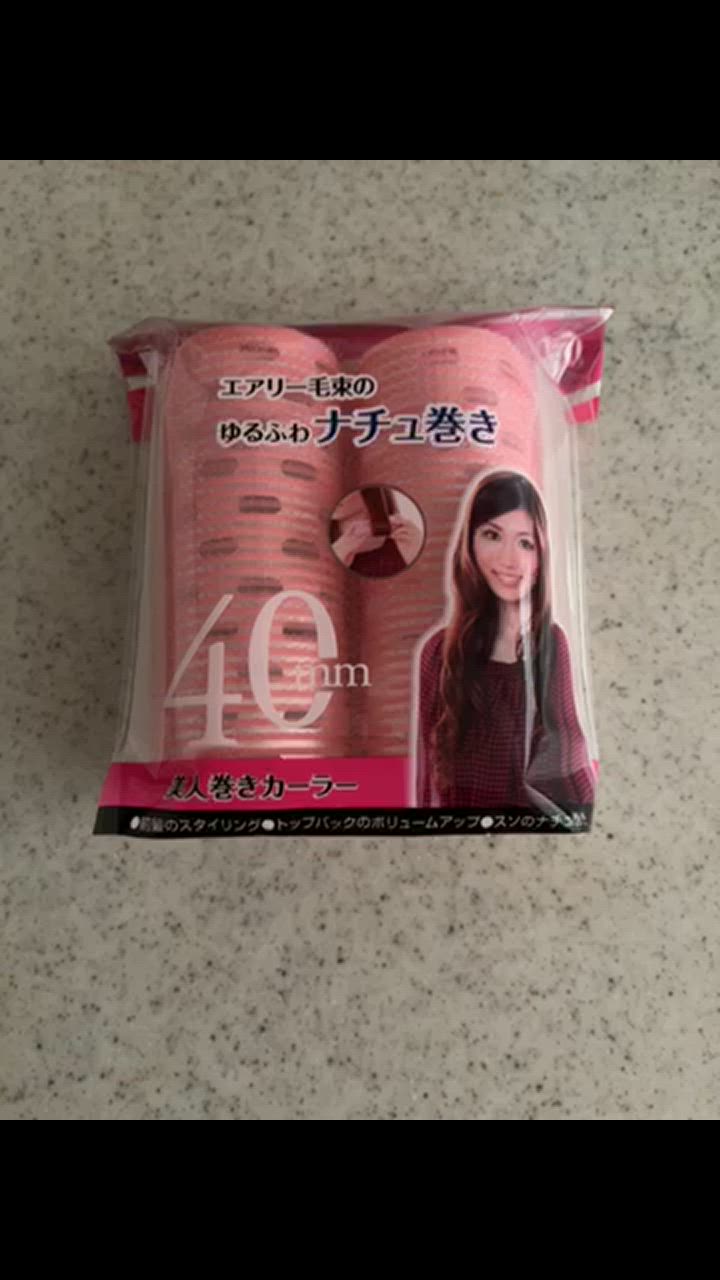 エアリー毛束の
ゆるふわナチュ巻き
40mm
美人巻きカーラー
●前髪のスタイリング●トップバックのボリュームアップ●スソのナチュ